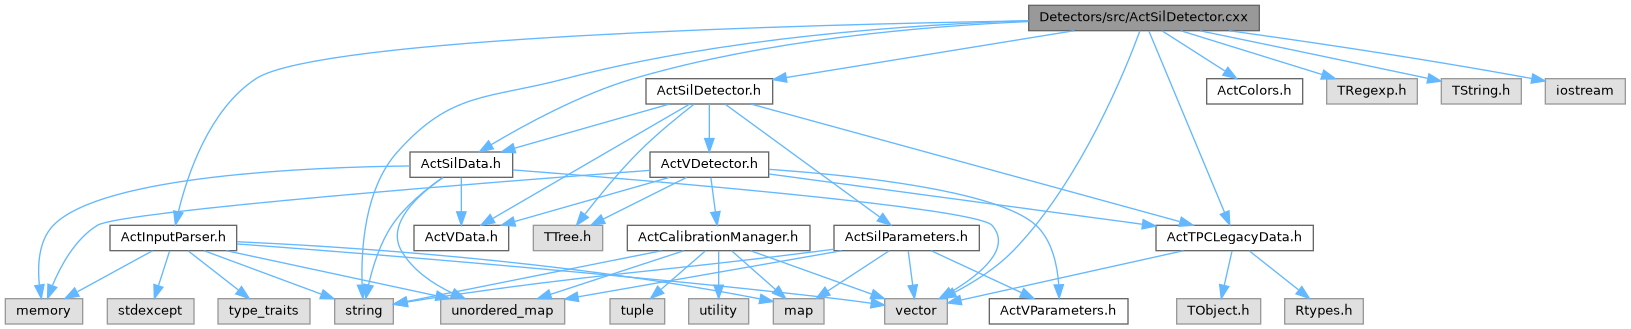 Detectors/src/ActSilDetector.cxx
ActSilDetector.h
ActColors.h
TRegexp.h
TString.h
iostream
ActSilData.h
ActVDetector.h
ActInputParser.h
ActVData.h
TTree.h
ActCalibrationManager.h
ActSilParameters.h
ActTPCLegacyData.h
memory
stdexcept
type_traits
string
unordered_map
tuple
utility
map
vector
ActVParameters.h
TObject.h
Rtypes.h